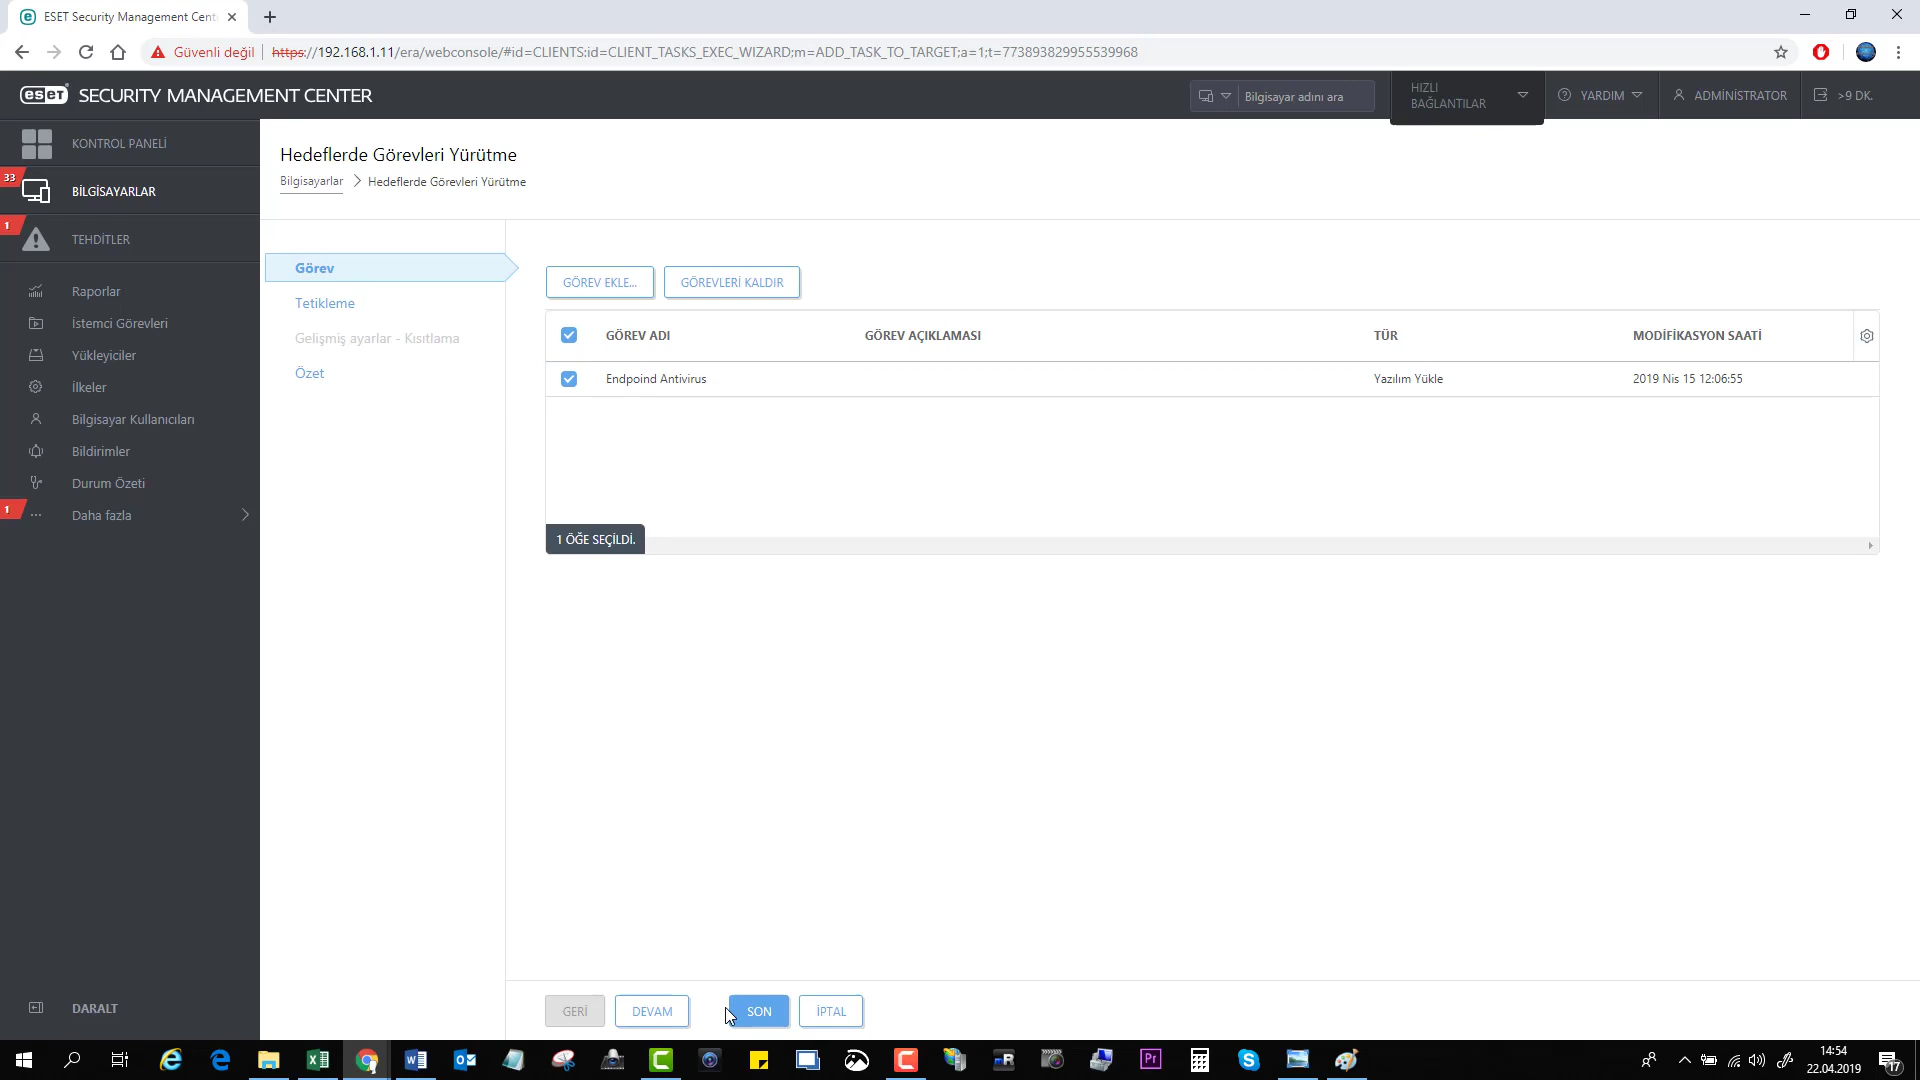 ESET Security Management Cent
Güvenli değil
https://192.168.1.11/era/webconsole/#id=CLIENTS:id=CLIENT_TASKS_EXEC_WIZARD;m=ADD_TASK_TO_TARGET;a=1;t=773893829955539968
eseT SECURITY MANAGEMENT CENTER
Bilgisayar adını ara
HIZLI
BAĞLANTILAR
YARDIM
ADMİNİSTRATOR
>9 DK.
KONTROL PANELİ
33
BİLGİSAYARLAR
1
TEHDİTLER
Raporlar
İstemci Görevleri
Yükleyiciler
İlkeler
Bilgisayar Kullanıcıları
Bildirimler
Durum Özeti
1
Daha fazla
DARALT
Hedeflerde Görevleri Yürütme
Bilgisayarlar > Hedeflerde Görevleri Yürütme
Görev
Tetikleme
Gelişmiş ayarlar - Kısıtlama
Özet
GÖREV EKLE...
GÖREVLERİ KALDIR
GÖREV ADI GÖREV AÇIKLAMASI TÜR MODİFİKASYON SAATİ
Endpoind Antivirus Yazılım Yükle 2019 Nis 15 12:06:55
1 ÖĞE SEÇİLDİ.
GERİ
DEVAM
SON
İPTAL
14:54
22.04.2019
17